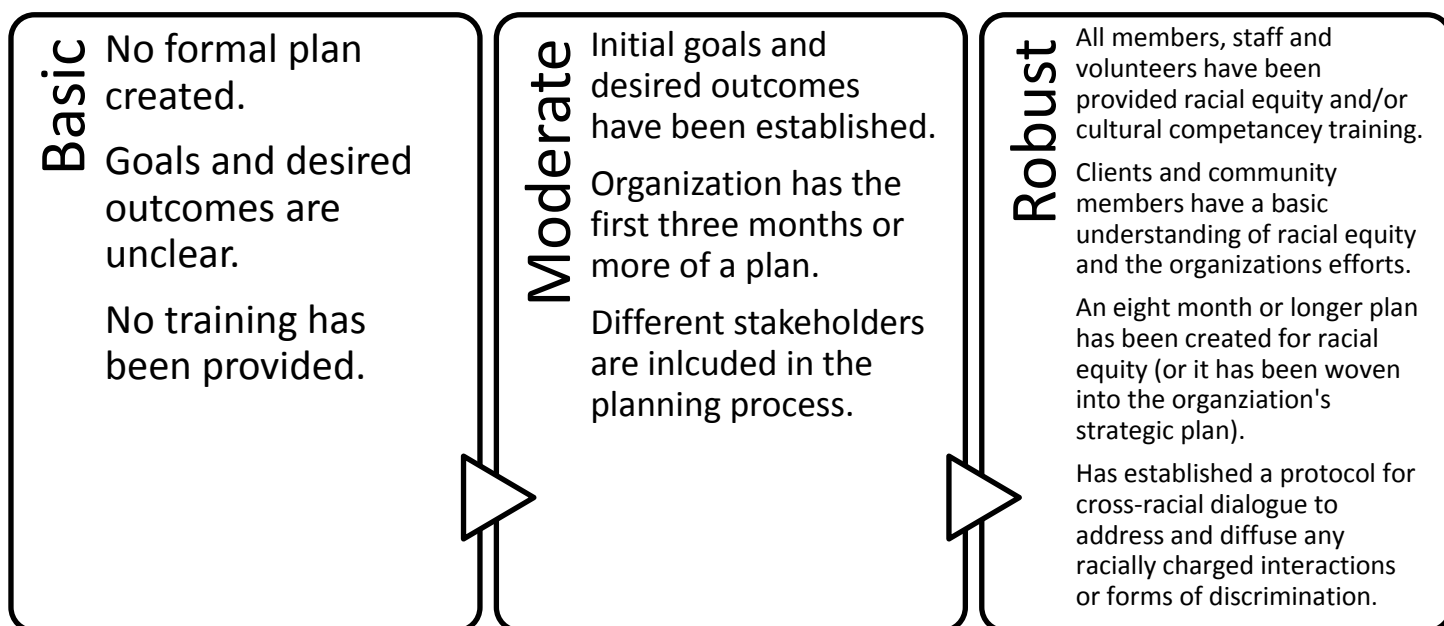 Basic
No formal plan
created.
Goals and desired
outcomes are
unclear.
No training has
been provided.
Moderate
Initial goals and
desired outcomes
have been established.
Organization has the
first three months or
more of a plan.
Different stakeholders
are inlcuded in the
planning process.
Robust
All members, staff and
volunteers have been
provided racial equity and/or
cultural competancey training.
Clients and community
members have a basic
understanding of racial equity
and the organizations efforts.
An eight month or longer plan
has been created for racial
equity (or it has been woven
into the organziation's
strategic plan).
Has established a protocol for
cross-racial dialogue to
address and diffuse any
racially charged interactions
or forms of discrimination.